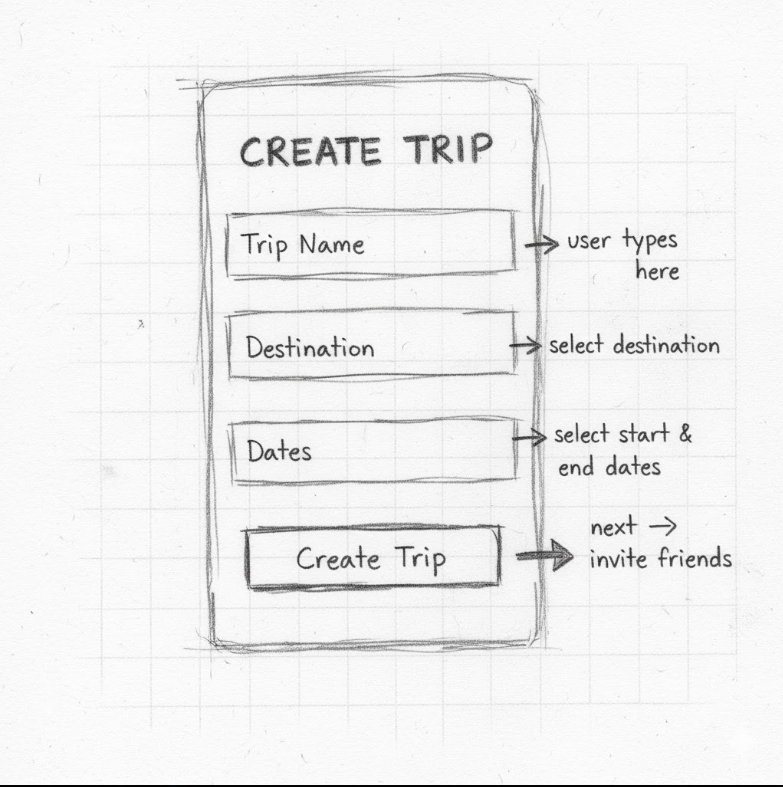 CREATE TRIP
Trip Name
user types
here
Destination
select destination
Dates
select start &
end dates
next →
Create Trip
invite friends